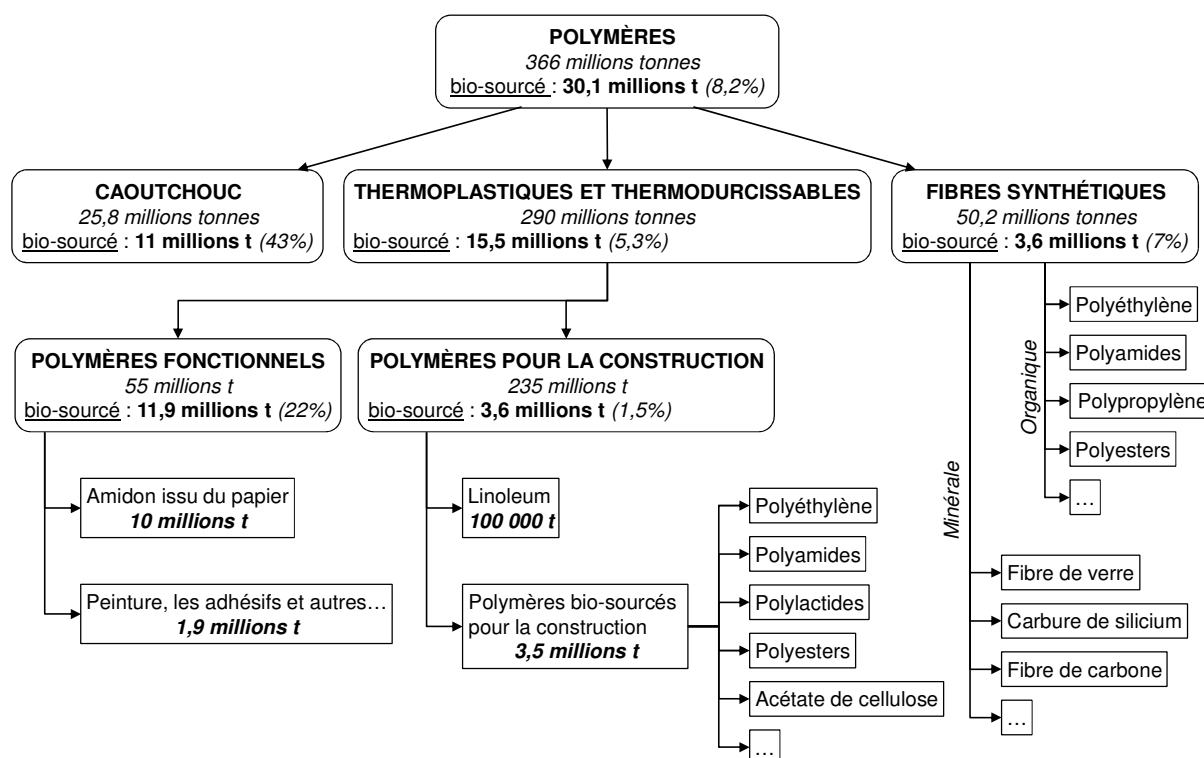 POLYMÈRES
366 millions tonnes
bio-sourcé : 30,1 millions t (8,2%)
CAOUTCHOUC
25,8 millions tonnes
bio-sourcé : 11 millions t (43%)
THERMOPLASTIQUES ET THERMODURCISSABLES
290 millions tonnes
bio-sourcé : 15,5 millions t (5,3%)
FIBRES SYNTHÉTIQUES
50,2 millions tonnes
bio-sourcé : 3,6 millions t (7%)
POLYMÈRES FONCTIONNELS
55 millions t
bio-sourcé : 11,9 millions t (22%)
POLYMÈRES POUR LA CONSTRUCTION
235 millions t
bio-sourcé : 3,6 millions t (1,5%)
Amidon issu du papier
10 millions t
Peinture, les adhésifs et autres…
1,9 millions t
Linoleum
100 000 t
Polymères bio-sourcés
pour la construction
3,5 millions t
Polyéthylène
Polyamides
Polylactides
Polyesters
Acétate de cellulose
…
Organique
Polyéthylène
Polyamides
Polypropylène
Polyesters
…
Minérale
Fibre de verre
Carbure de silicium
Fibre de carbone
…